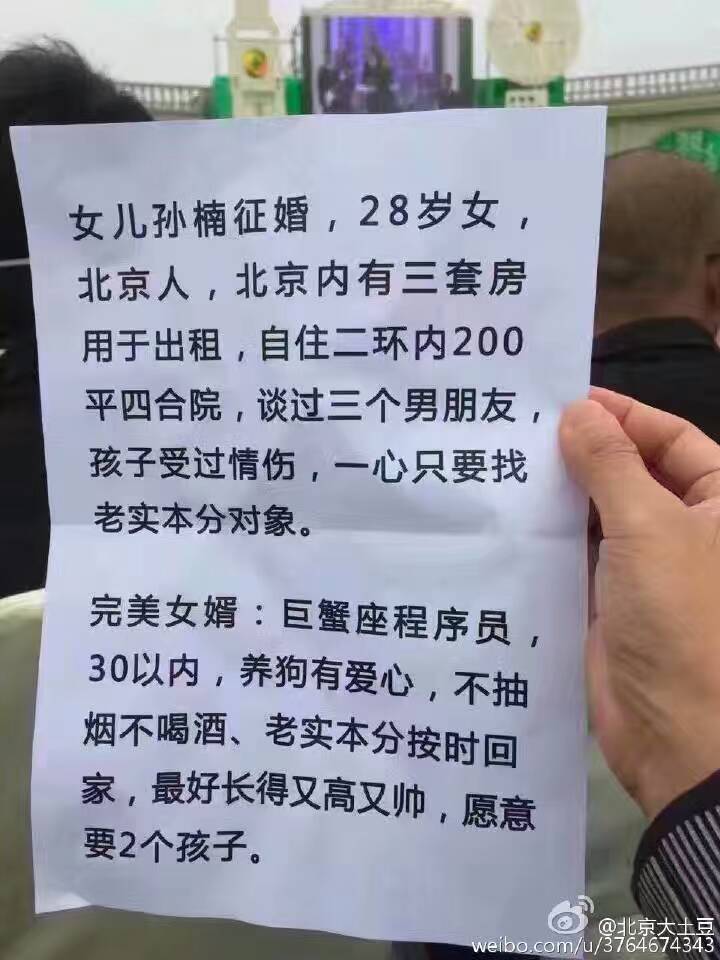 女儿孙楠征婚，28岁女，
北京人，北京内有三套房
用于出租，自住二环内200
平四合院，谈过三个男朋友，
孩子受过情伤，一心只要找
老实本分对象。
完美女婿：巨蟹座程序员，
30以内，养狗有爱心，不抽
烟不喝酒、老实本分按时回
家，最好长得又高又帅，愿意
要2个孩子。
@北京大土豆
weibo.com/u/3764674343